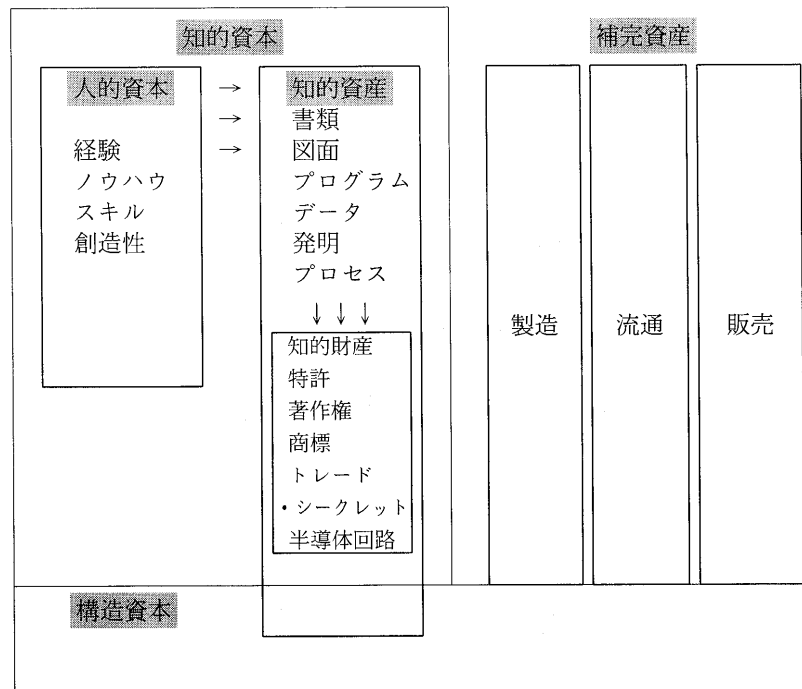 知的資本
人的資本
経験
ノウハウ
スキル
創造性
→
→
→
知的資産
書類
図面
プログラム
データ
発明
プロセス
↓↓↓
知的財産
特許
著作権
商標
トレード
・シークレット
半導体回路
構造資本
補完資産
製造
流通
販売